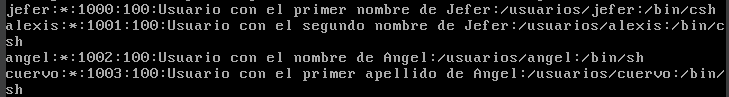 jefer:*:1000:100:Usuario con el primer nombre de Jefer:/usuarios/jefer:/bin/csh
alexis:*:1001:100:Usuario con el segundo nombre de Jefer:/usuarios/alexis:/bin/c
sh
angel:*:1002:100:Usuario con el nombre de Angel:/usuarios/angel:/bin/sh
cuervo:*:1003:100:Usuario con el primer apellido de Angel:/usuarios/cuervo:/bin/
sh